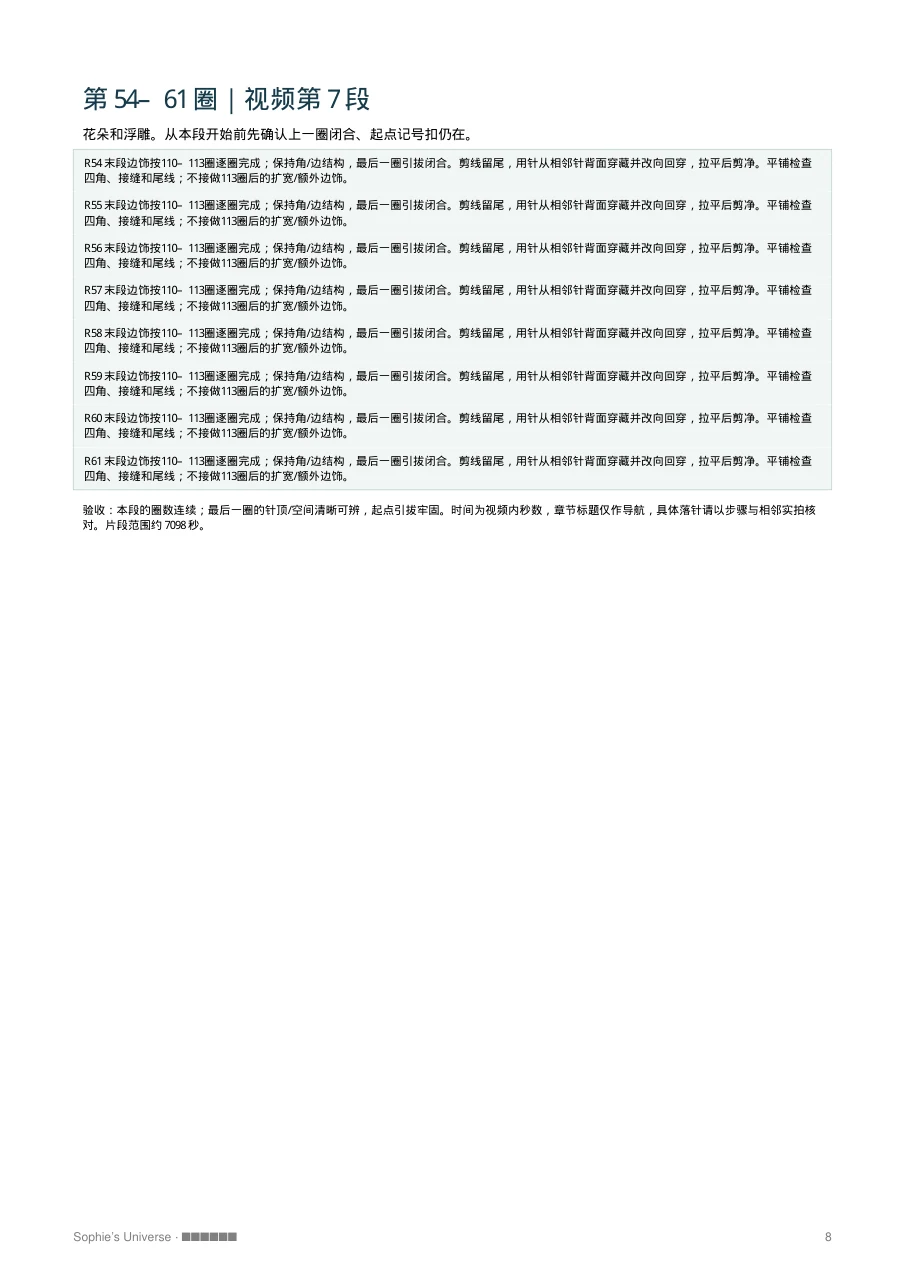 第 54– 61 圈｜视频第 7 段
花朵和浮雕。从本段开始前先确认上一圈闭合、起点记号扣仍在。
R54 末段边饰按110– 113圈逐圈完成；保持角/边结构，最后一圈引拔闭合。剪线留尾，用针从相邻针背面穿藏并改向回穿，拉平后剪净。平铺检查
四角、接缝和尾线；不接做113圈后的扩宽/额外边饰。
R55 末段边饰按110– 113圈逐圈完成；保持角/边结构，最后一圈引拔闭合。剪线留尾，用针从相邻针背面穿藏并改向回穿，拉平后剪净。平铺检查
四角、接缝和尾线；不接做113圈后的扩宽/额外边饰。
R56 末段边饰按110– 113圈逐圈完成；保持角/边结构，最后一圈引拔闭合。剪线留尾，用针从相邻针背面穿藏并改向回穿，拉平后剪净。平铺检查
四角、接缝和尾线；不接做113圈后的扩宽/额外边饰。
R57 末段边饰按110– 113圈逐圈完成；保持角/边结构，最后一圈引拔闭合。剪线留尾，用针从相邻针背面穿藏并改向回穿，拉平后剪净。平铺检查
四角、接缝和尾线；不接做113圈后的扩宽/额外边饰。
R58 末段边饰按110– 113圈逐圈完成；保持角/边结构，最后一圈引拔闭合。剪线留尾，用针从相邻针背面穿藏并改向回穿，拉平后剪净。平铺检查
四角、接缝和尾线；不接做113圈后的扩宽/额外边饰。
R59 末段边饰按110– 113圈逐圈完成；保持角/边结构，最后一圈引拔闭合。剪线留尾，用针从相邻针背面穿藏并改向回穿，拉平后剪净。平铺检查
四角、接缝和尾线；不接做113圈后的扩宽/额外边饰。
R60 末段边饰按110– 113圈逐圈完成；保持角/边结构，最后一圈引拔闭合。剪线留尾，用针从相邻针背面穿藏并改向回穿，拉平后剪净。平铺检查
四角、接缝和尾线；不接做113圈后的扩宽/额外边饰。
R61 末段边饰按110– 113圈逐圈完成；保持角/边结构，最后一圈引拔闭合。剪线留尾，用针从相邻针背面穿藏并改向回穿，拉平后剪净。平铺检查
四角、接缝和尾线；不接做113圈后的扩宽/额外边饰。
验收：本段的圈数连续；最后一圈的针顶/空间清晰可辨，起点引拔牢固。时间为视频内秒数，章节标题仅作导航，具体落针请以步骤与相邻实拍核
对。片段范围约 7098 秒。
Sophie's Universe · ■■■■■■
8